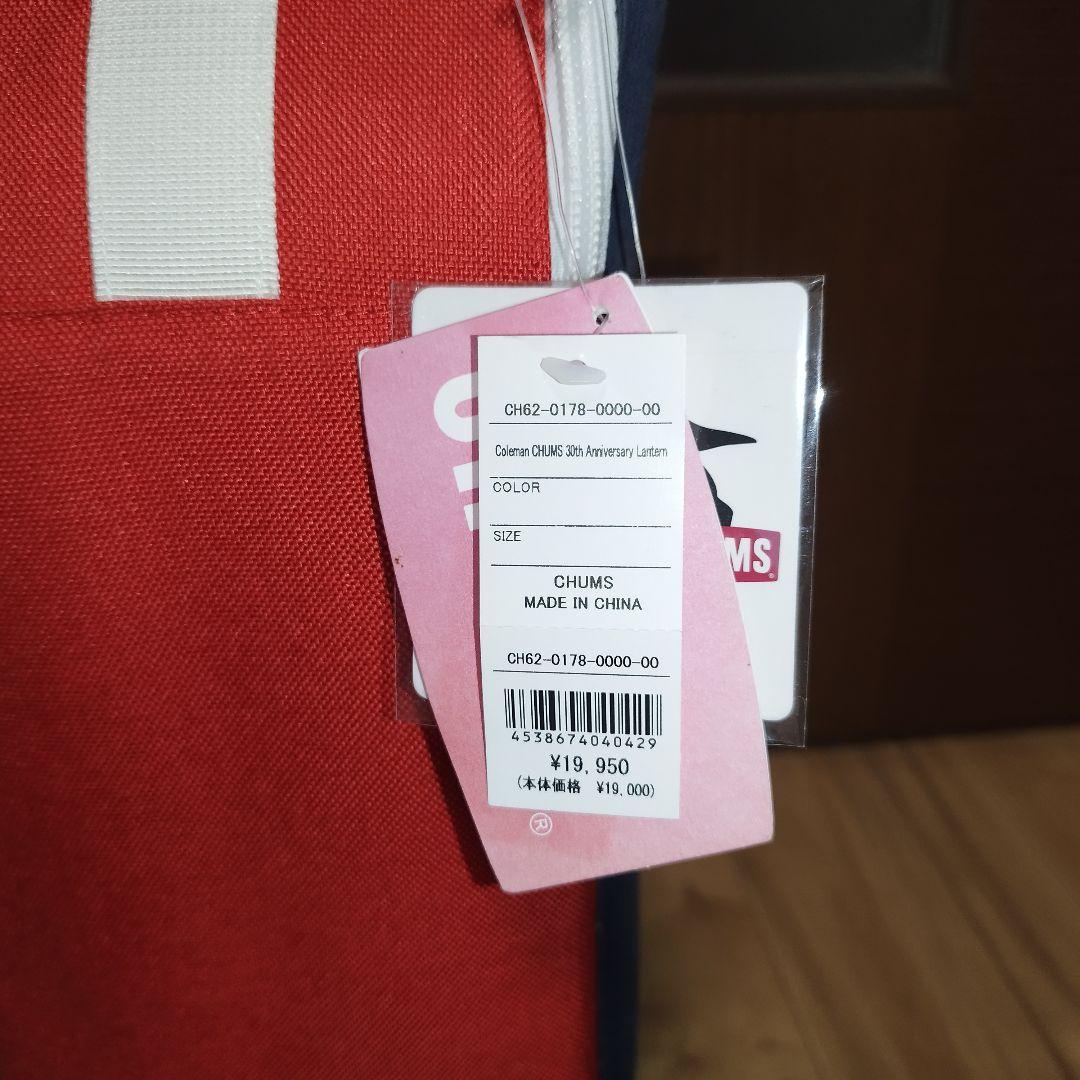 CH62-0178-0000-00
Coleman CHUMS 30th Anniversary Lantern
COLOR
SIZE
CHUMS
MADE IN CHINA
CH62-0178-0000-00
4538674040429
¥19,950
(本体価格 ¥19,000)
MS®
®